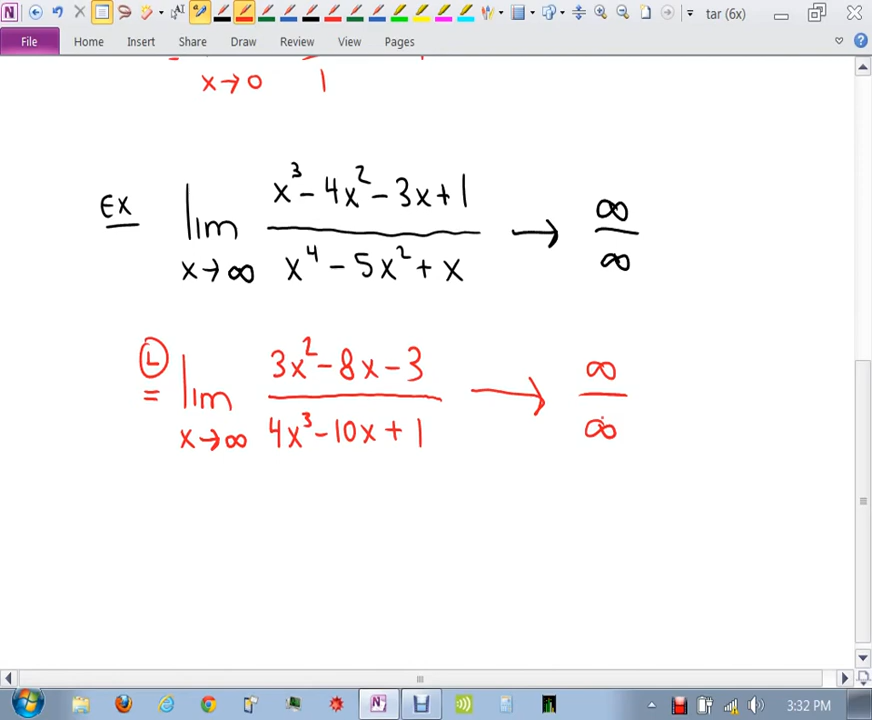 tar (6x)
File Home Insert Share Draw Review View Pages
x→0 1
EX lim x→∞ (x³ - 4x² - 3x + 1)/(x⁴ - 5x² + x) → ∞/∞
Ⓛ = lim x→∞ (3x² - 8x - 3)/(4x³ - 10x + 1) → ∞/∞
3:32 PM